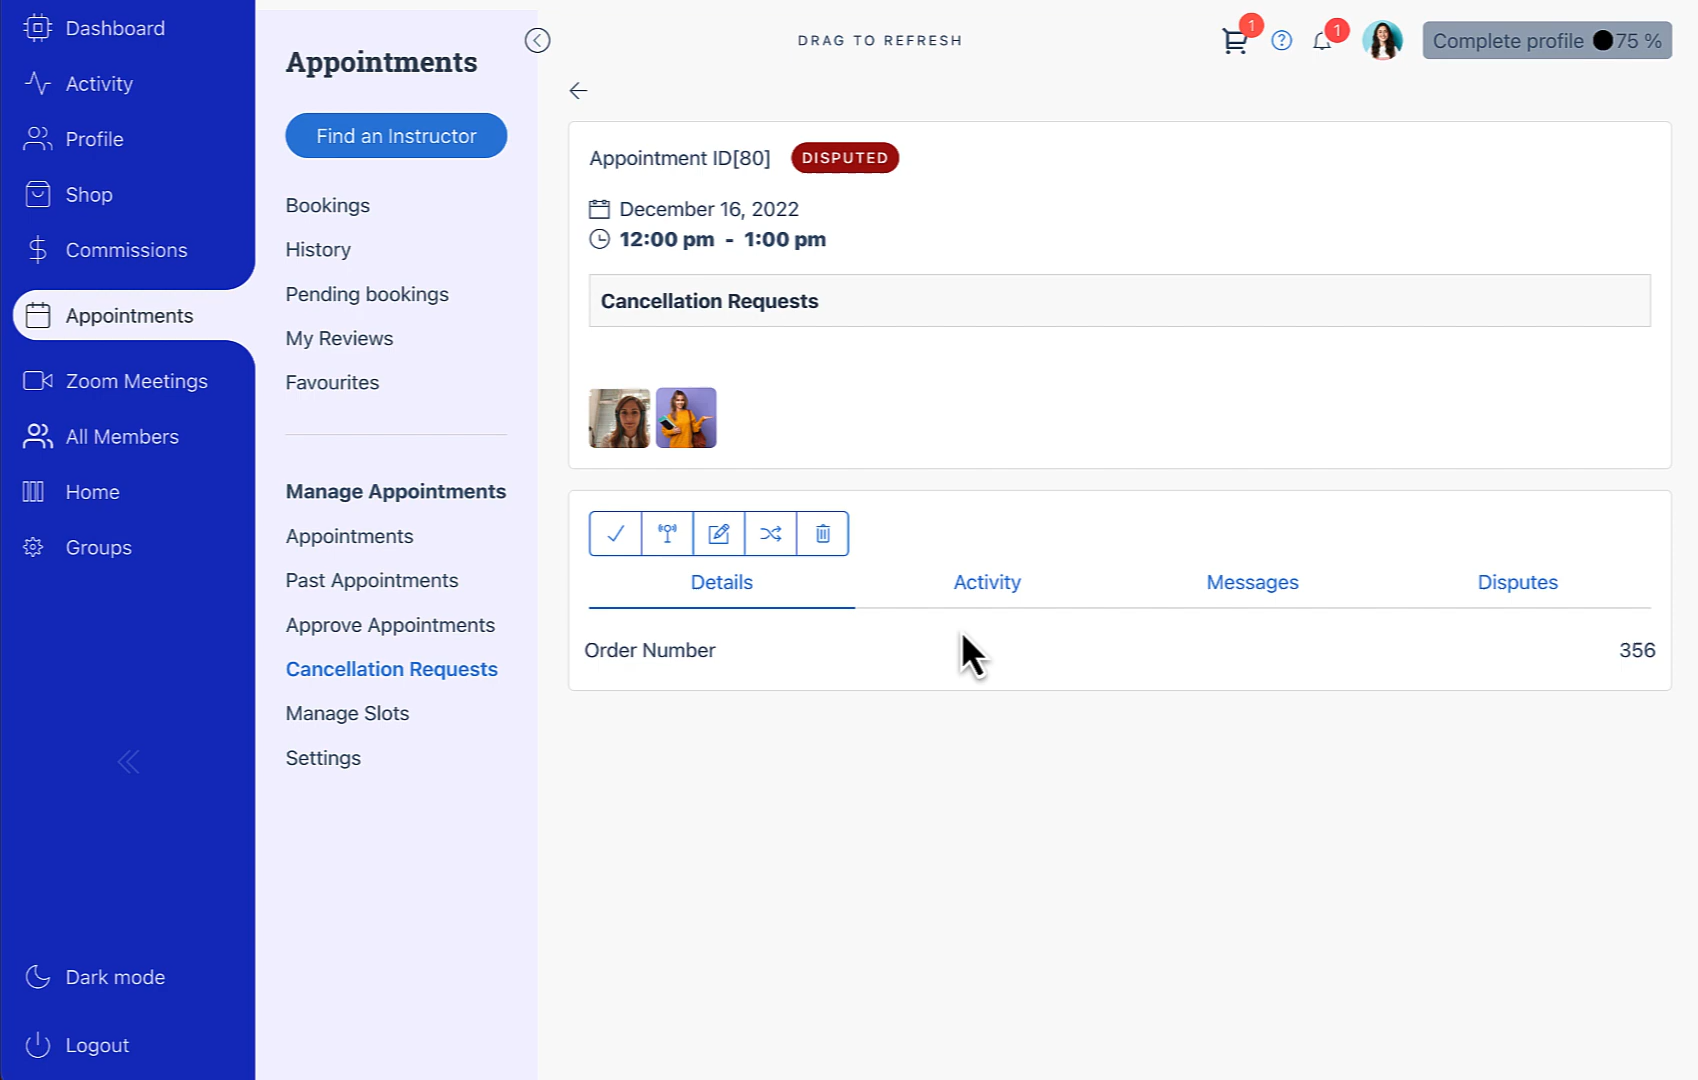 Dashboard
Activity
Profile
Shop
Commissions
Appointments
Zoom Meetings
All Members
Home
Groups
Dark mode
Logout
Appointments
Find an Instructor
Bookings
History
Pending bookings
My Reviews
Favourites
Manage Appointments
Appointments
Past Appointments
Approve Appointments
Cancellation Requests
Manage Slots
Settings
DRAG TO REFRESH
1
1
Complete profile 75 %
Appointment ID[80] DISPUTED
December 16, 2022
12:00 pm - 1:00 pm
Cancellation Requests
Details Activity Messages Disputes
Order Number 356